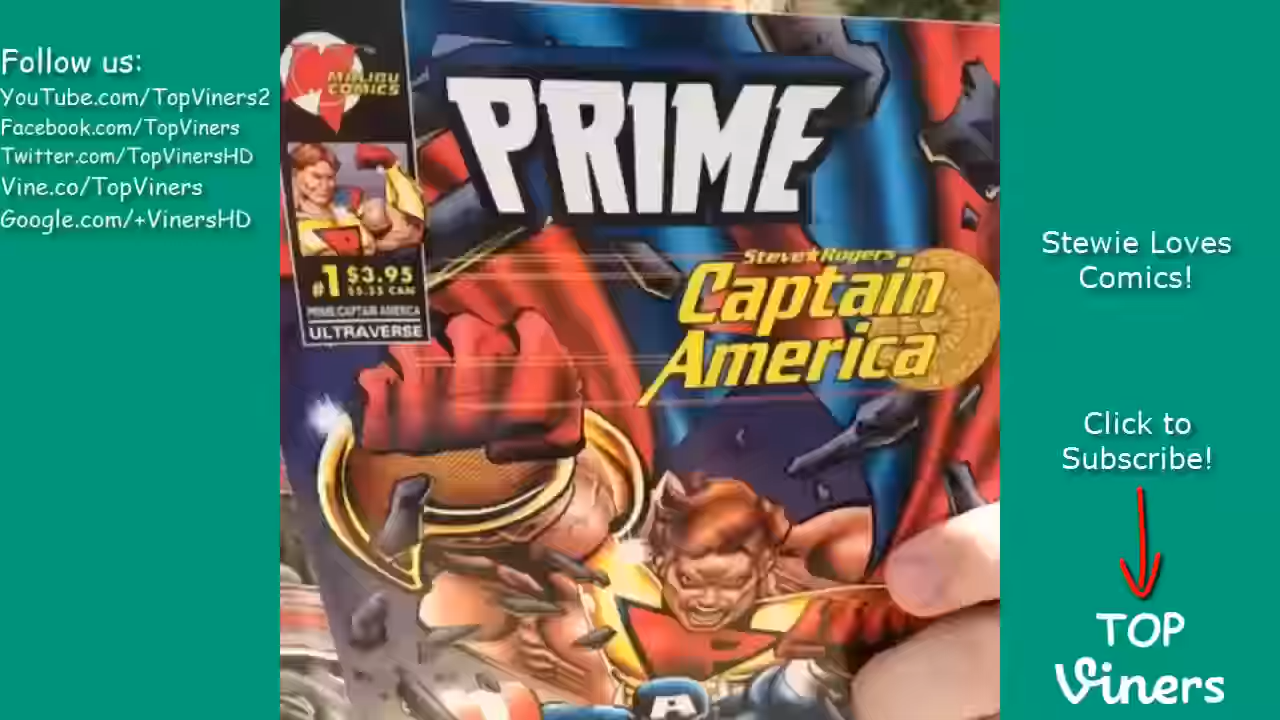 Follow us:
YouTube.com/TopViners2
Facebook.com/TopViners
Twitter.com/TopVinersHD
Vine.co/TopViners
Google.com/+VinersHD
MALIBU
COMICS
#1 $3.95
$5.55 CAN
PRIME/CAPTAIN AMERICA
ULTRAVERSE
PRIME
Steve★Rogers
Captain
America
A
Stewie Loves
Comics!
Click to
Subscribe!
TOP
Viners